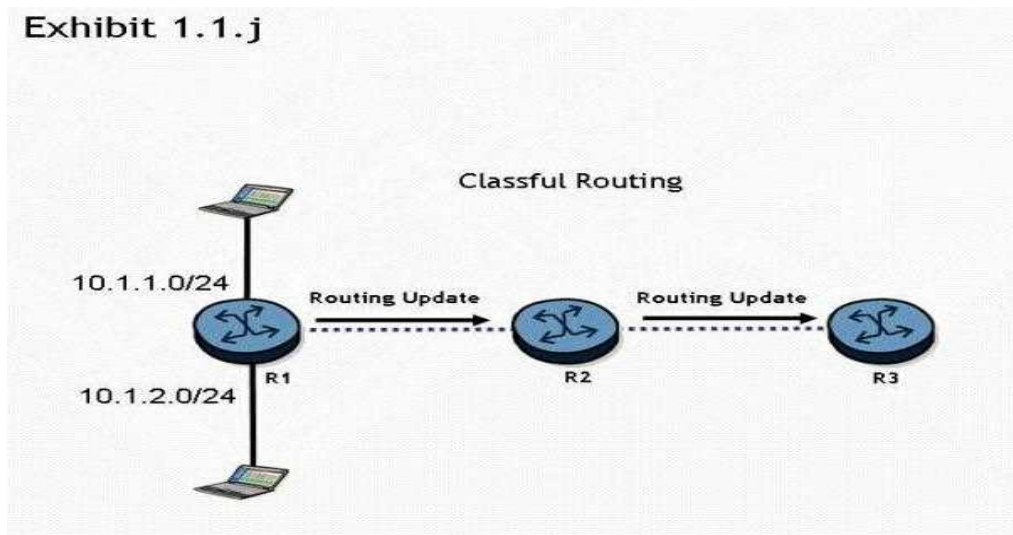 Exhibit 1.1.j
Classful Routing
10.1.1.0/24
Routing Update
Routing Update
R1
R2
R3
10.1.2.0/24